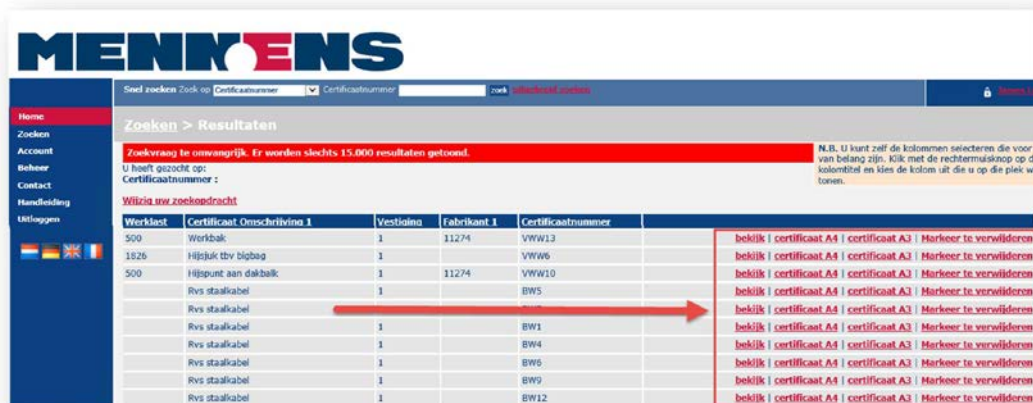 MENNENS
Snel zoeken Zoek op Certificaatnummer Certificaatnummer zoek uitgebreid zoeken
Home
Zoeken
Account
Beheer
Contact
Handleiding
Uitloggen
Zoeken > Resultaten
Zoekvraag te omvangrijk. Er worden slechts 15.000 resultaten getoond.
N.B. U kunt zelf de kolommen selecteren die voor
van belang zijn. Klik met de rechtermuisknop op d
kolomtitel en kies de kolom uit die u op die plek w
tonen.
U heeft gezocht op:
Certificaatnummer :
Wijzig uw zoekopdracht
Werklast Certificaat Omschrijving 1 Vestiging Fabrikant 1 Certificaatnummer
500 Werkbak 1 11274 VWW13 bekijk | certificaat A4 | certificaat A3 | Markeer te verwijderen
1826 Hijsjuk tbv bigbag 1 VWW6 bekijk | certificaat A4 | certificaat A3 | Markeer te verwijderen
500 Hijspunt aan dakbalk 1 11274 VWW10 bekijk | certificaat A4 | certificaat A3 | Markeer te verwijderen
Rvs staalkabel 1 BW5 bekijk | certificaat A4 | certificaat A3 | Markeer te verwijderen
Rvs staalkabel bekijk | certificaat A4 | certificaat A3 | Markeer te verwijderen
Rvs staalkabel 1 BW1 bekijk | certificaat A4 | certificaat A3 | Markeer te verwijderen
Rvs staalkabel 1 BW4 bekijk | certificaat A4 | certificaat A3 | Markeer te verwijderen
Rvs staalkabel 1 BW6 bekijk | certificaat A4 | certificaat A3 | Markeer te verwijderen
Rvs staalkabel 1 BW9 bekijk | certificaat A4 | certificaat A3 | Markeer te verwijderen
Rvs staalkabel 1 BW12 bekijk | certificaat A4 | certificaat A3 | Markeer te verwijderen